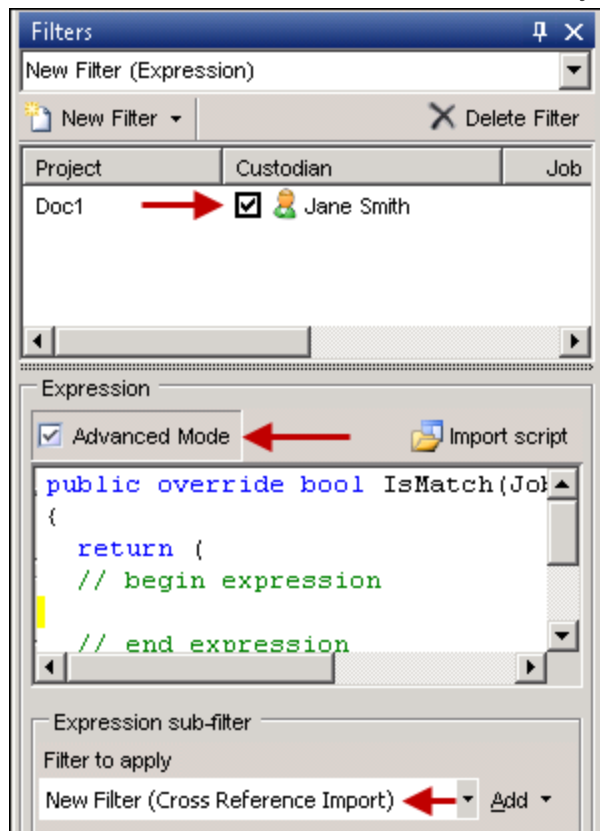 Filters
New Filter (Expression)
New Filter Delete Filter
Project Custodian Job
Doc1 Jane Smith
Expression
Advanced Mode Import script
public override bool IsMatch(
{
return (
// begin expression
// end expression
Expression sub-filter
Filter to apply
New Filter (Cross Reference Import) Add